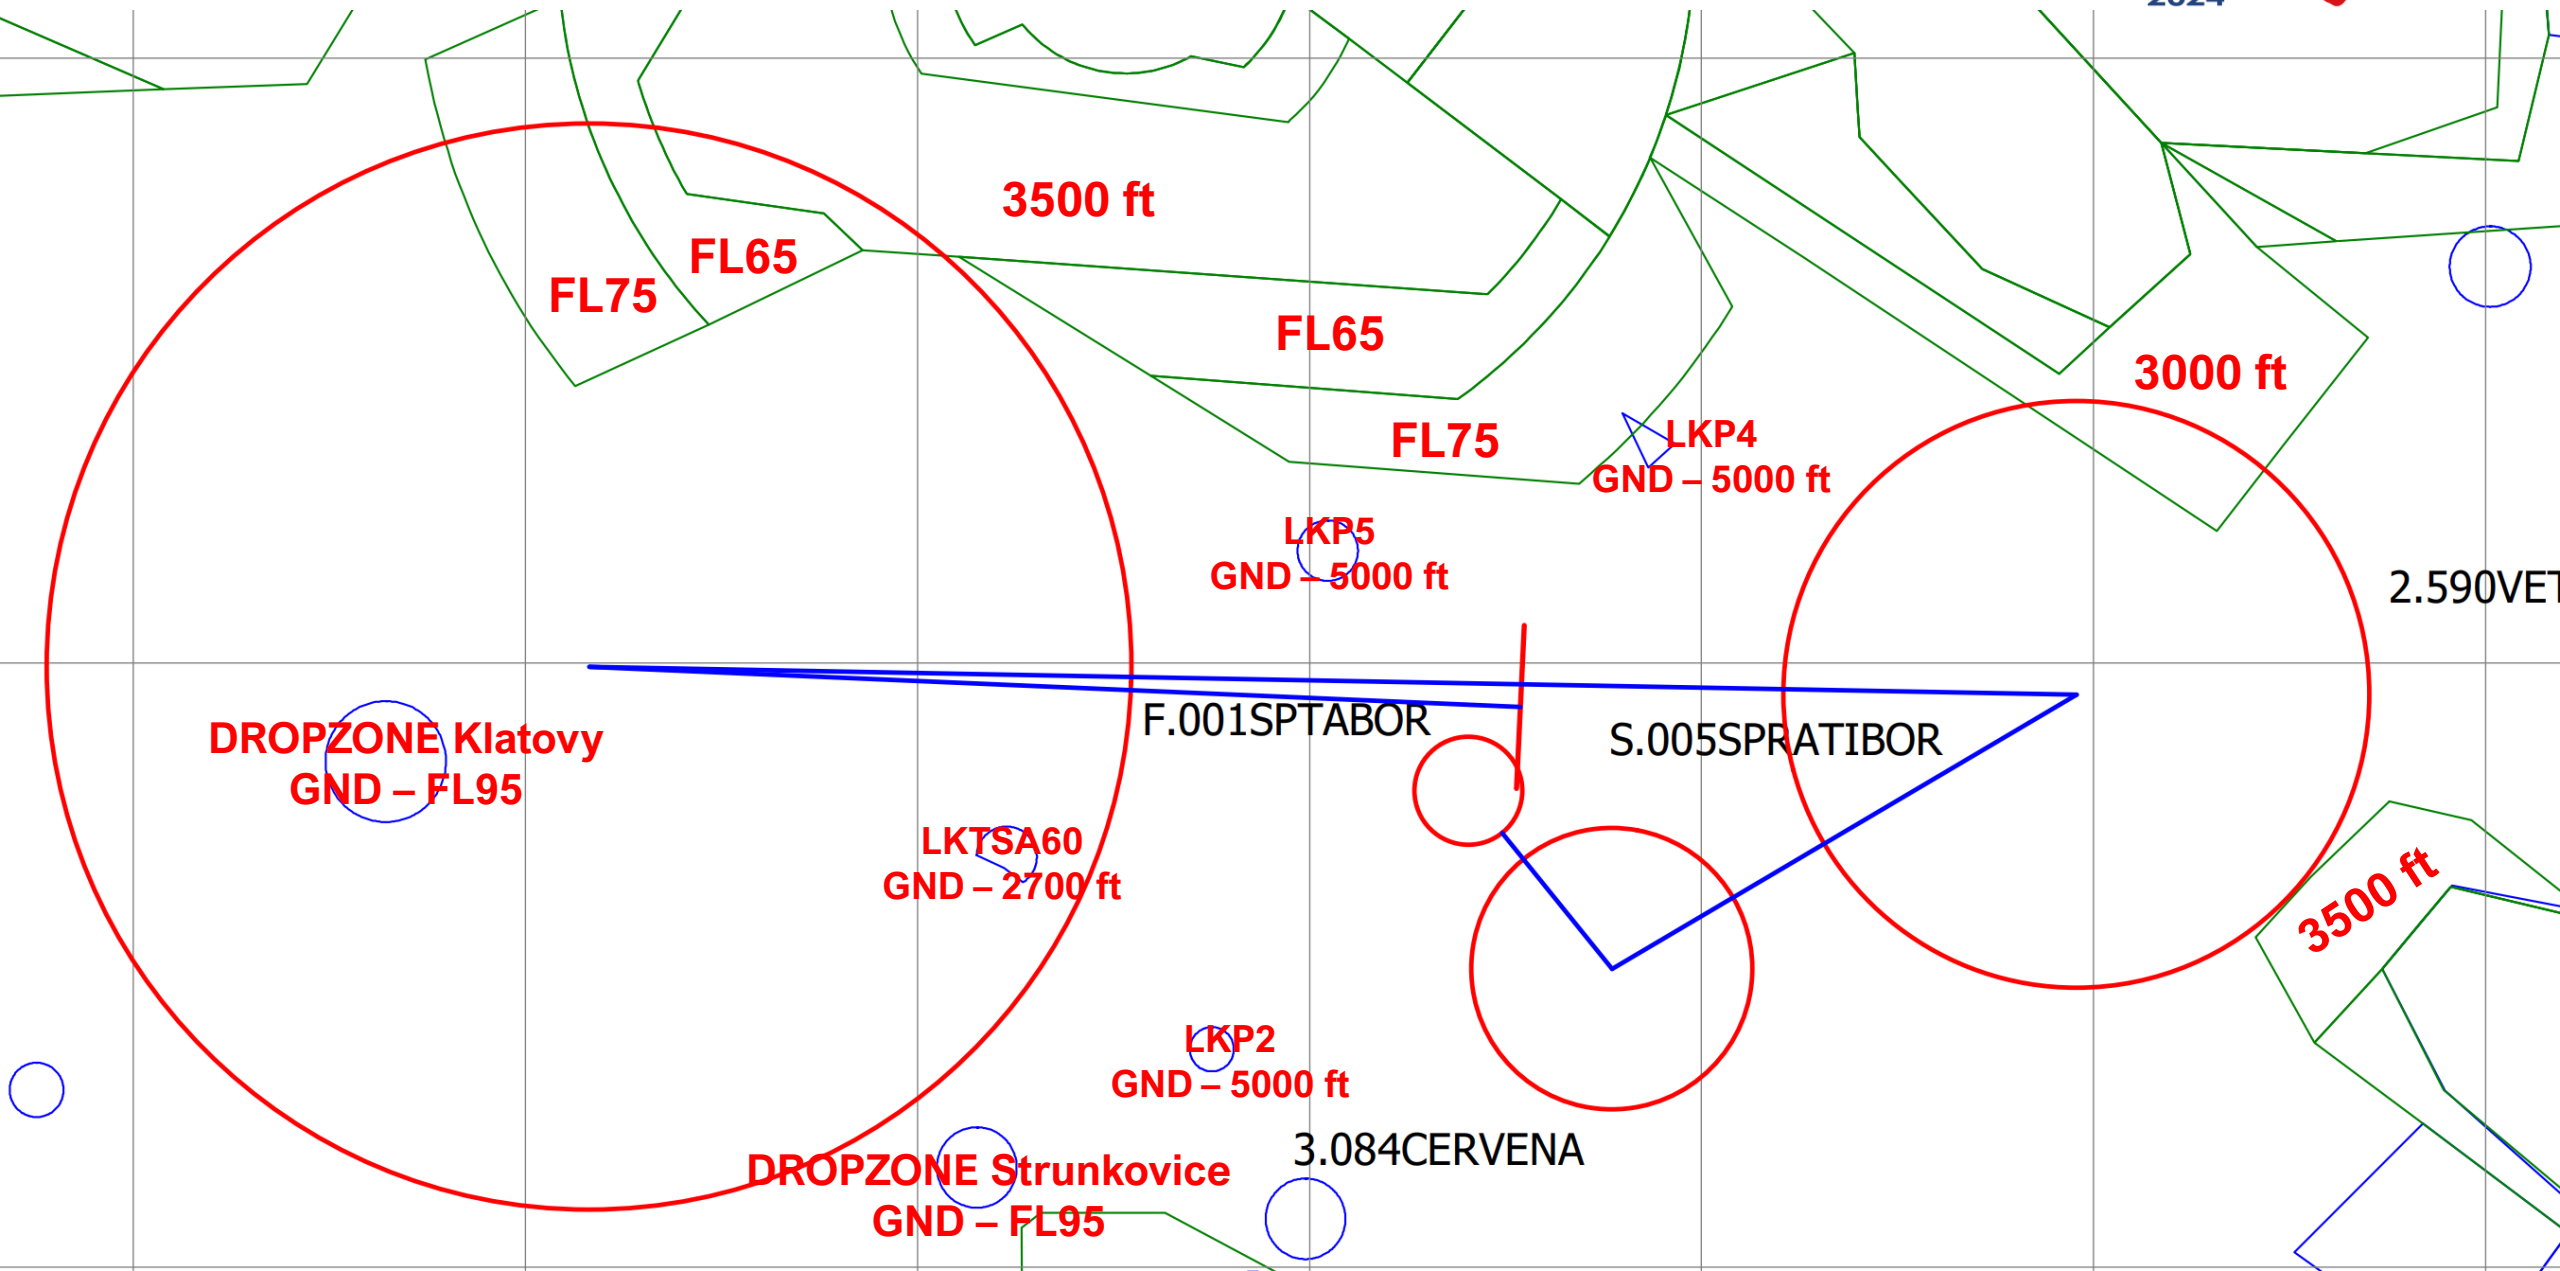 2024
3500 ft
FL65
FL75
FL65
FL75
3000 ft
LKP4
GND – 5000 ft
LKP5
GND – 5000 ft
2.590VET
F.001SPTABOR
S.005SPRATIBOR
DROPZONE Klatovy
GND – FL95
LKTSA60
GND – 2700 ft
3500 ft
LKP2
GND – 5000 ft
3.084CERVENA
DROPZONE Strunkovice
GND – FL95